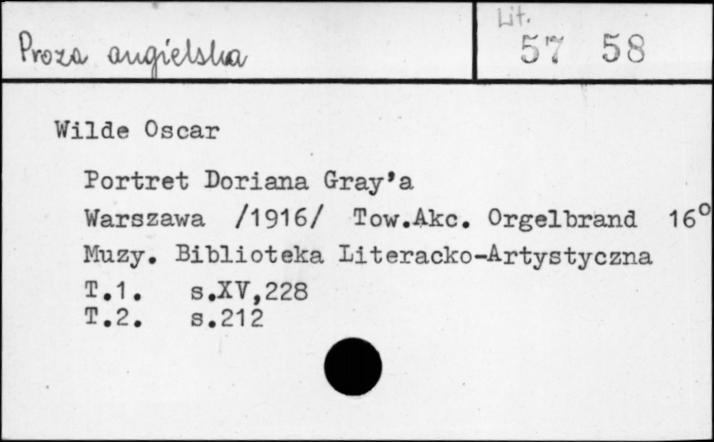 Proza angielska
Lit.
57 58
Wilde Oscar
Portret Doriana Gray'a
Warszawa /1916/ Tow.Akc. Orgelbrand 16°
Muzy. Biblioteka Literacko-Artystyczna
T.1. s.XV,228
T.2. s.212